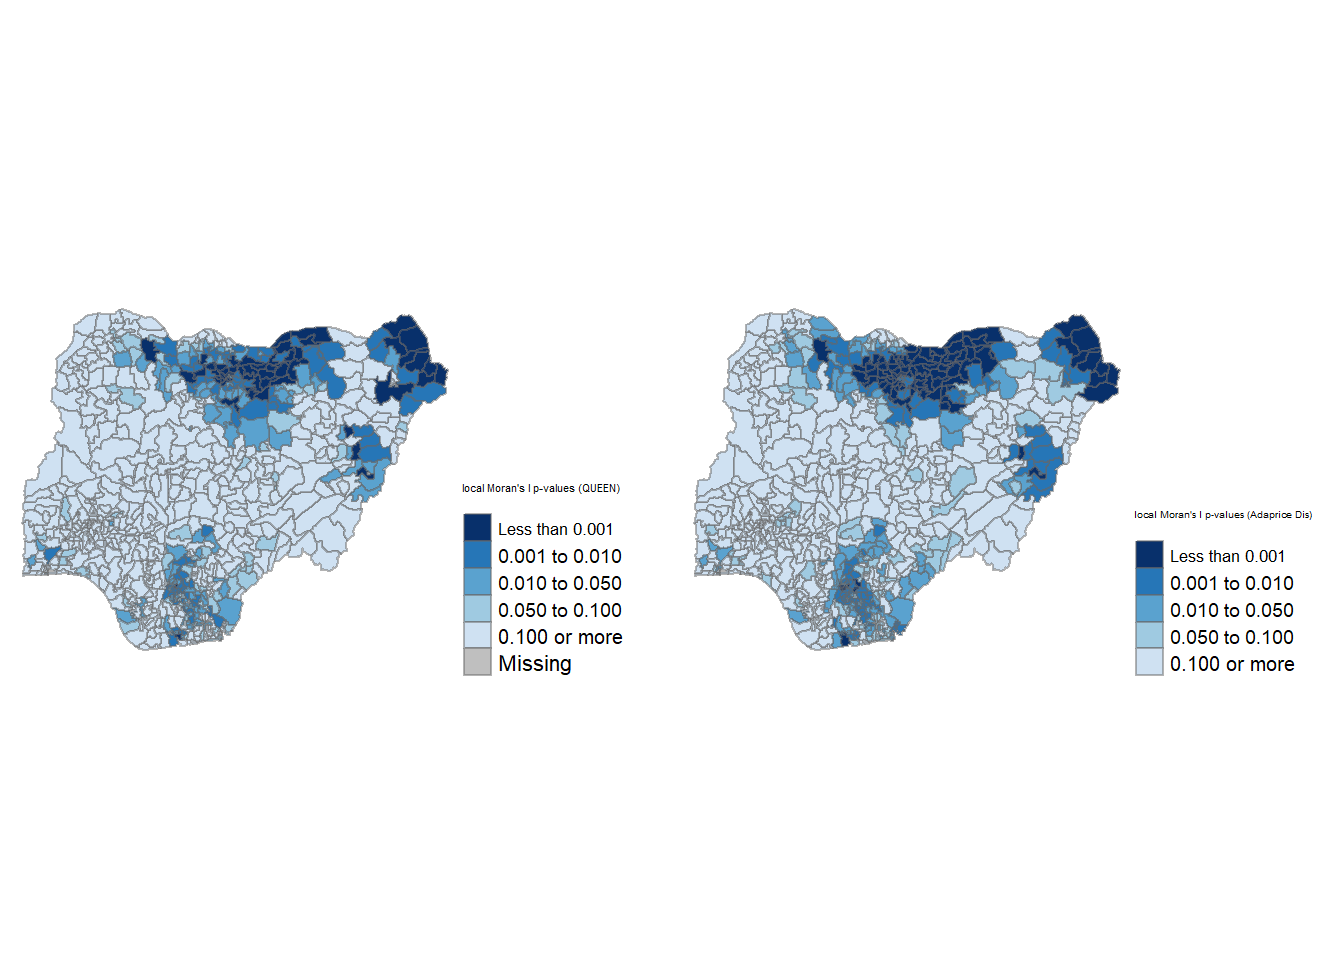 local Moran's I p-values (QUEEN)
Less than 0.001
0.001 to 0.010
0.010 to 0.050
0.050 to 0.100
0.100 or more
Missing
local Moran's I p-values (Adaprice Dis)
Less than 0.001
0.001 to 0.010
0.010 to 0.050
0.050 to 0.100
0.100 or more